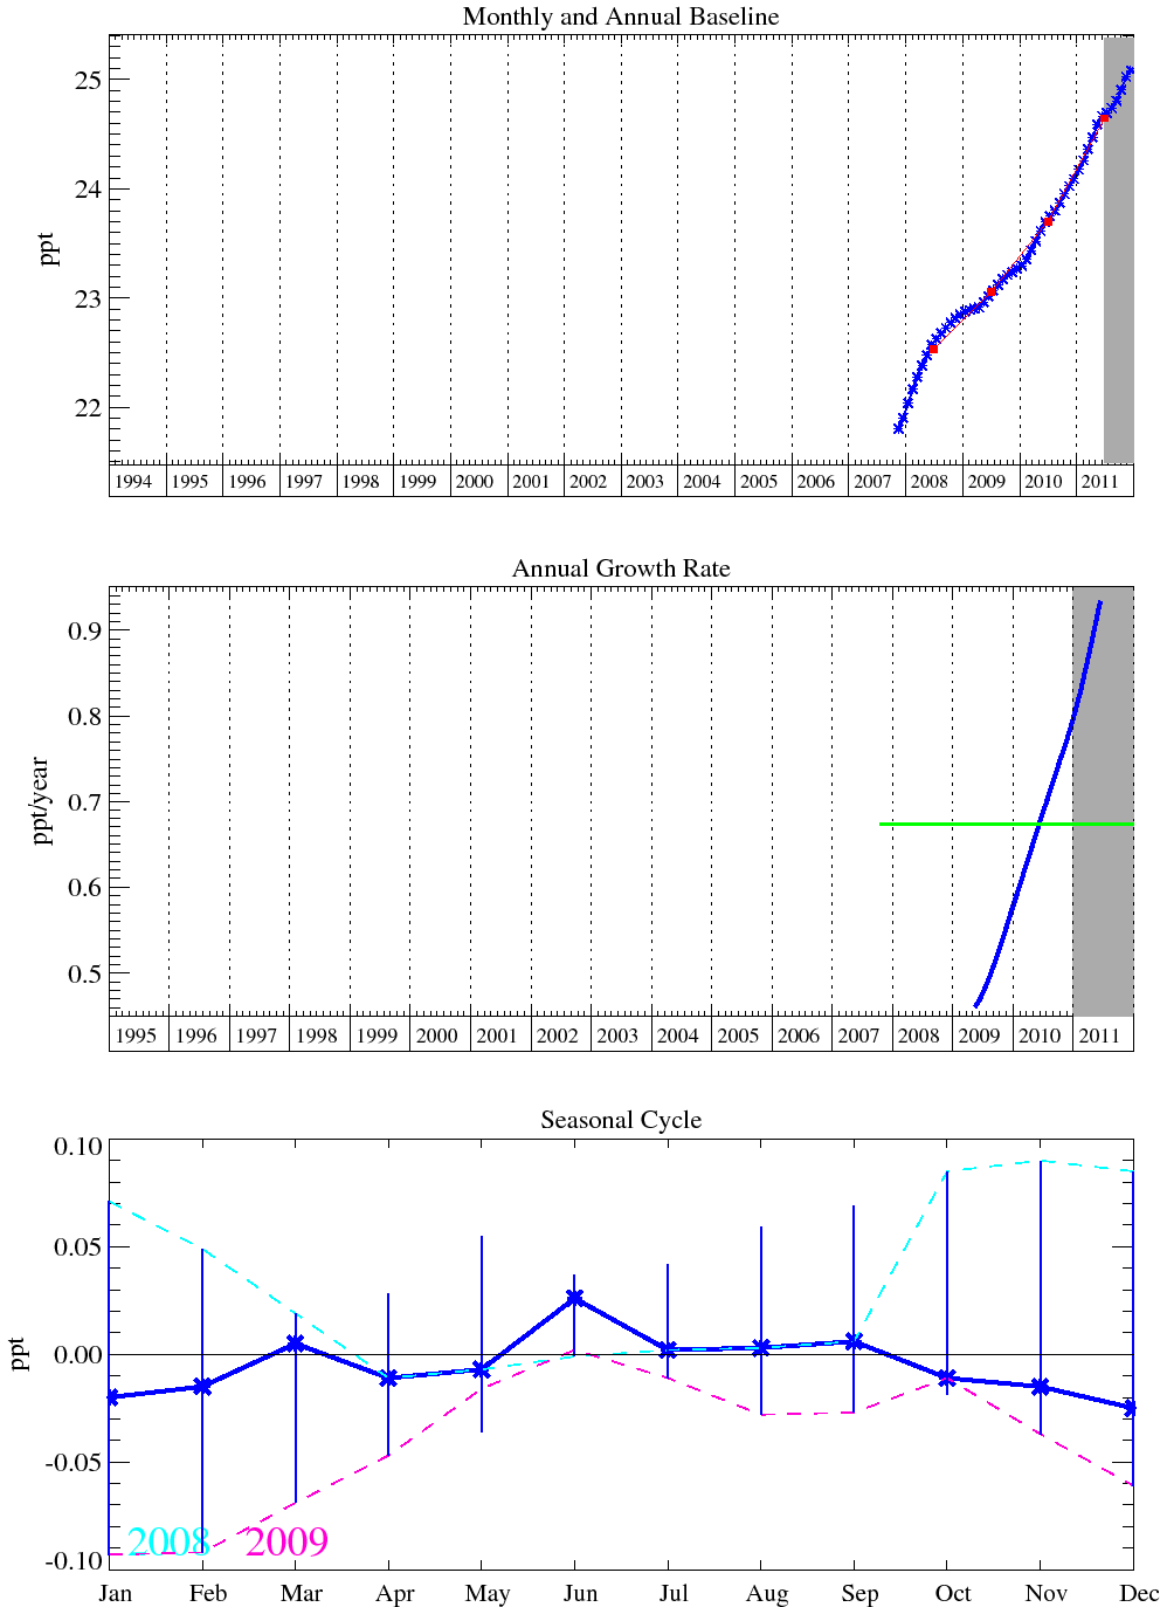 Monthly and Annual Baseline
25
24
23
22
ppt
1994 1995 1996 1997 1998 1999 2000 2001 2002 2003 2004 2005 2006 2007 2008 2009 2010 2011
Annual Growth Rate
0.9
0.8
0.7
0.6
0.5
ppt/year
1995 1996 1997 1998 1999 2000 2001 2002 2003 2004 2005 2006 2007 2008 2009 2010 2011
Seasonal Cycle
0.10
0.05
0.00
-0.05
-0.10
ppt
2008 2009
Jan Feb Mar Apr May Jun Jul Aug Sep Oct Nov Dec